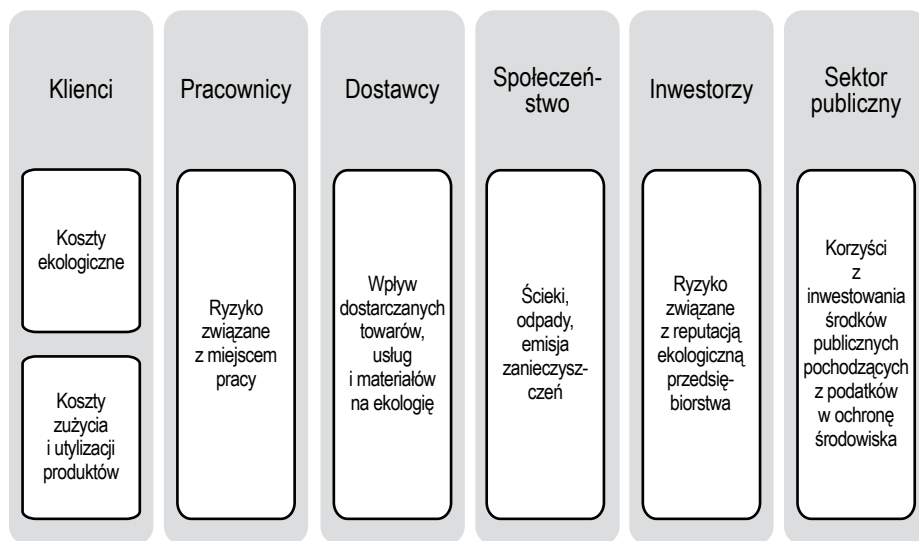 Klienci
Koszty
ekologiczne
Koszty
zużycia
i utylizacji
produktów
Pracownicy
Ryzyko
związane
z miejscem
pracy
Dostawcy
Wpływ
dostarczanych
towarów,
usług
i materiałów
na ekologię
Społeczeń-
stwo
Ścieki,
odpady,
emisja
zanieczysz-
czeń
Inwestorzy
Ryzyko
związane
z reputacją
ekologiczną
przedsię-
biorstwa
Sektor
publiczny
Korzyści
z
inwestowania
środków
publicznych
pochodzących
z podatków
w ochronę
środowiska